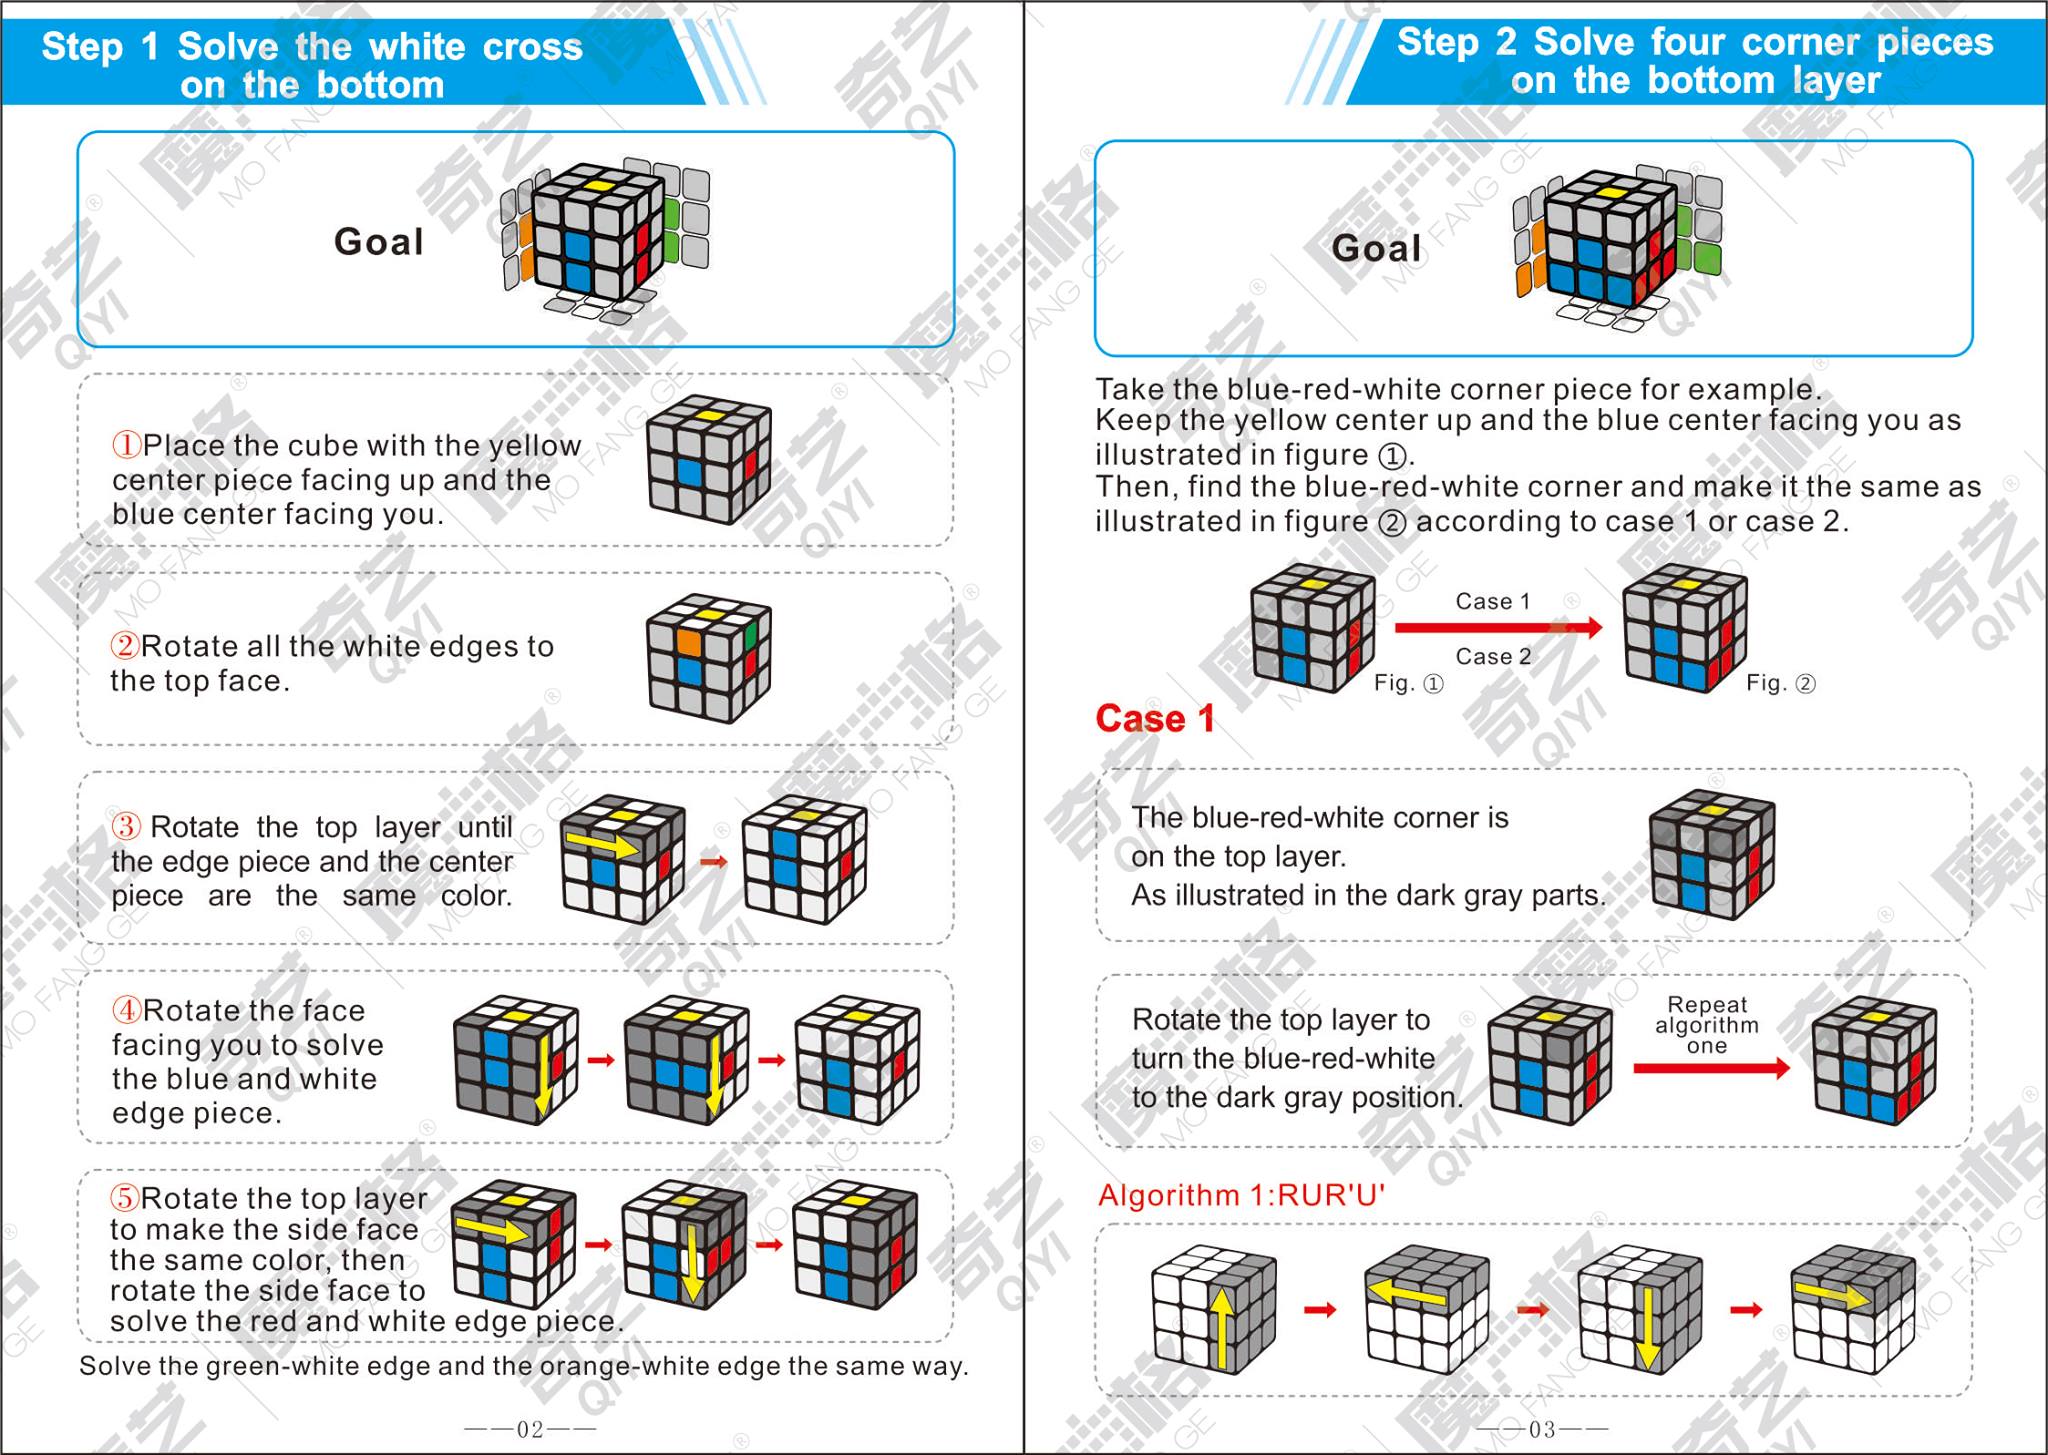 Step 1 Solve the white cross
on the bottom
Goal
①Place the cube with the yellow
center piece facing up and the
blue center facing you.
②Rotate all the white edges to
the top face.
③ Rotate the top layer until
the edge piece and the center
piece are the same color.
④Rotate the face
facing you to solve
the blue and white
edge piece.
⑤Rotate the top layer
to make the side face
the same color, then
rotate the side face to
solve the red and white edge piece.
Solve the green-white edge and the orange-white edge the same way.
——02——
Step 2 Solve four corner pieces
on the bottom layer
Goal
Take the blue-red-white corner piece for example.
Keep the yellow center up and the blue center facing you as
illustrated in figure ①.
Then, find the blue-red-white corner and make it the same as
illustrated in figure ② according to case 1 or case 2.
Case 1
Case 2
Fig. ①
Fig. ②
Case 1
The blue-red-white corner is
on the top layer.
As illustrated in the dark gray parts.
Rotate the top layer to
turn the blue-red-white
to the dark gray position.
Repeat
algorithm
one
Algorithm 1:RUR'U'
——03——
奇艺® QIYI
魔方格® MO FANG GE